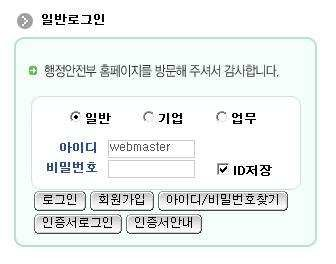 일반로그인
행정안전부 홈페이지를 방문해 주셔서 감사합니다.
일반 기업 업무
아이디 webmaster
비밀번호 ID저장
로그인 회원가입 아이디/비밀번호찾기
인증서로그인 인증서안내